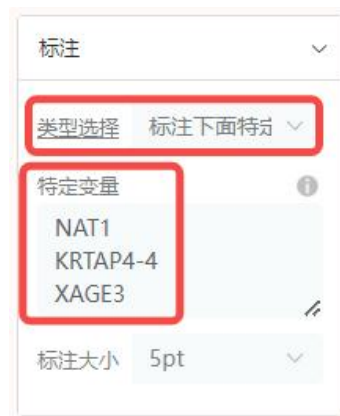 标注
类型选择 标注下面特定
特定变量
NAT1
KRTAP4-4
XAGE3
标注大小 5pt